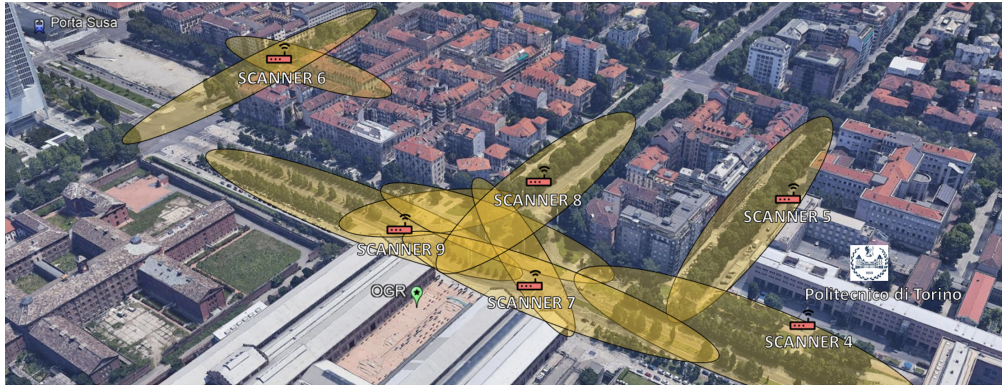 Porta Susa
SCANNER 6
SCANNER 8
SCANNER 5
SCANNER 9
OGR
SCANNER 7
Politecnico di Torino
SCANNER 4